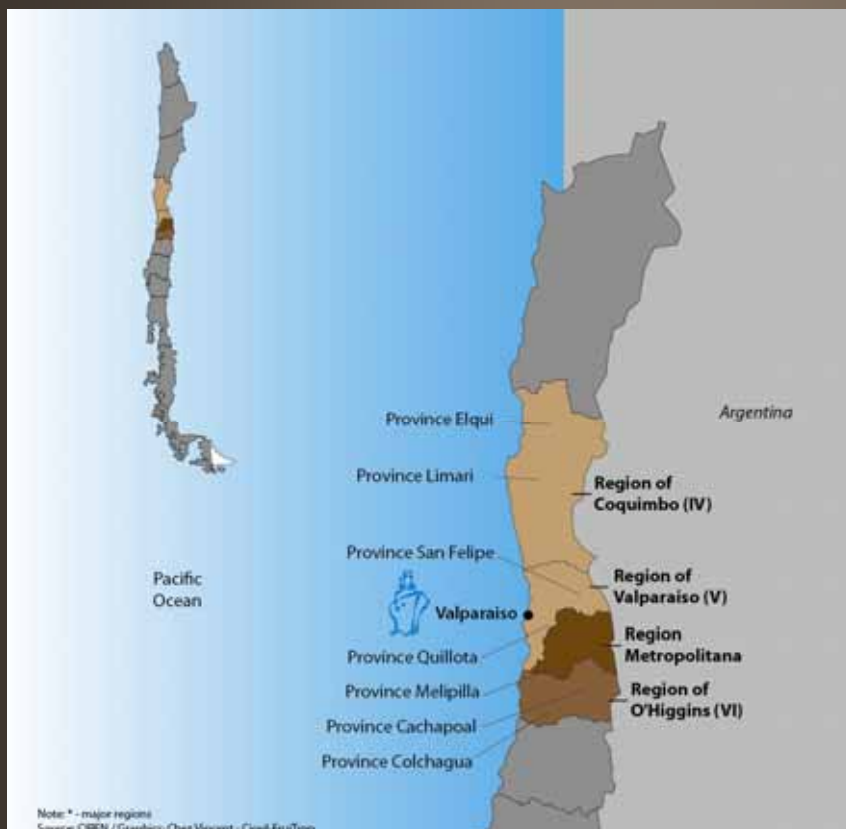 Argentina
Province Elqui
Province Limari
Region of
Coquimbo (IV)
Province San Felipe
Region of
Valparaiso (V)
Pacific
Ocean
Valparaiso
Region
Metropolitana
Province Quillota
Province Melipilla
Region of
O'Higgins (VI)
Province Cachapoal
Province Colchagua
Note: * - major regions